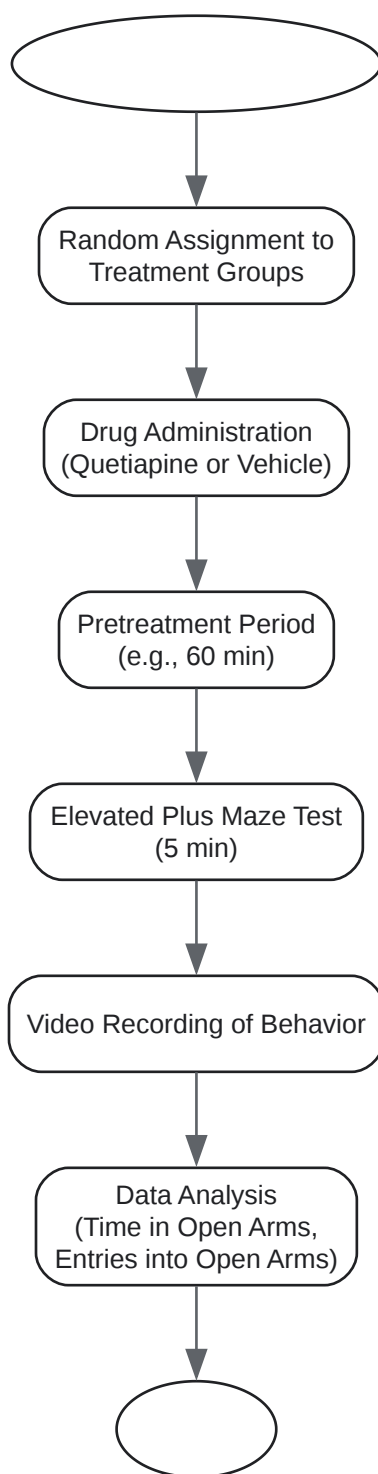 Random Assignment to
Treatment Groups
Drug Administration
(Quetiapine or Vehicle)
Pretreatment Period
(e.g., 60 min)
Elevated Plus Maze Test
(5 min)
Video Recording of Behavior
Data Analysis
(Time in Open Arms,
Entries into Open Arms)